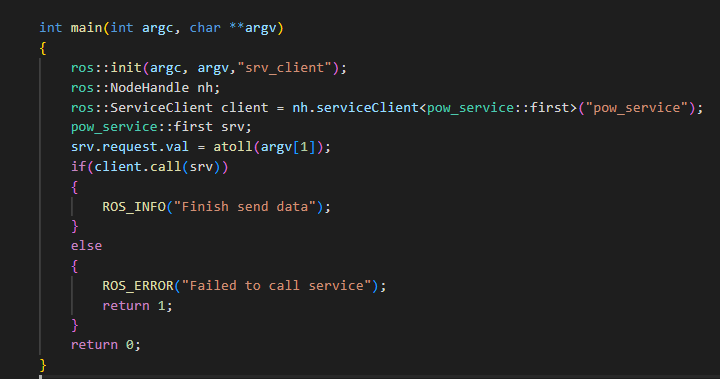 int main(int argc, char **argv)
{
    ros::init(argc, argv,"srv_client");
    ros::NodeHandle nh;
    ros::ServiceClient client = nh.serviceClient<pow_service::first>("pow_service");
    pow_service::first srv;
    srv.request.val = atoll(argv[1]);
    if(client.call(srv))
    {
        ROS_INFO("Finish send data");
    }
    else
    {
        ROS_ERROR("Failed to call service");
        return 1;
    }
    return 0;
}